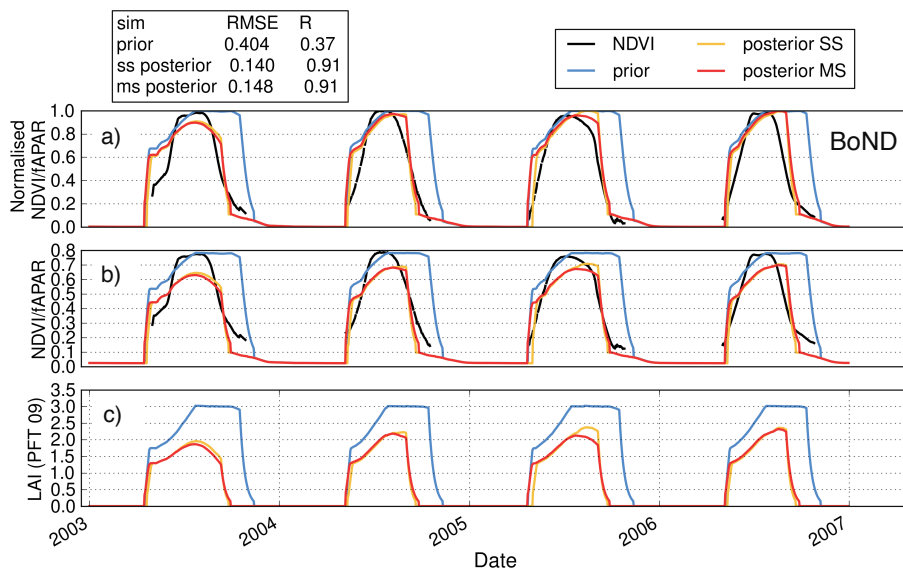 sim RMSE R
prior 0.404 0.37
ss posterior 0.140 0.91
ms posterior 0.148 0.91
NDVI
prior
posterior SS
posterior MS
a)
BoND
Normalised
NDVI/fAPAR
1.0
0.8
0.6
0.4
0.2
0.0
b)
NDVI/fAPAR
0.8
0.7
0.6
0.5
0.4
0.3
0.2
0.1
0.0
c)
LAI (PFT 09)
3.5
3.0
2.5
2.0
1.5
1.0
0.5
0.0
2003
2004
2005
2006
2007
Date